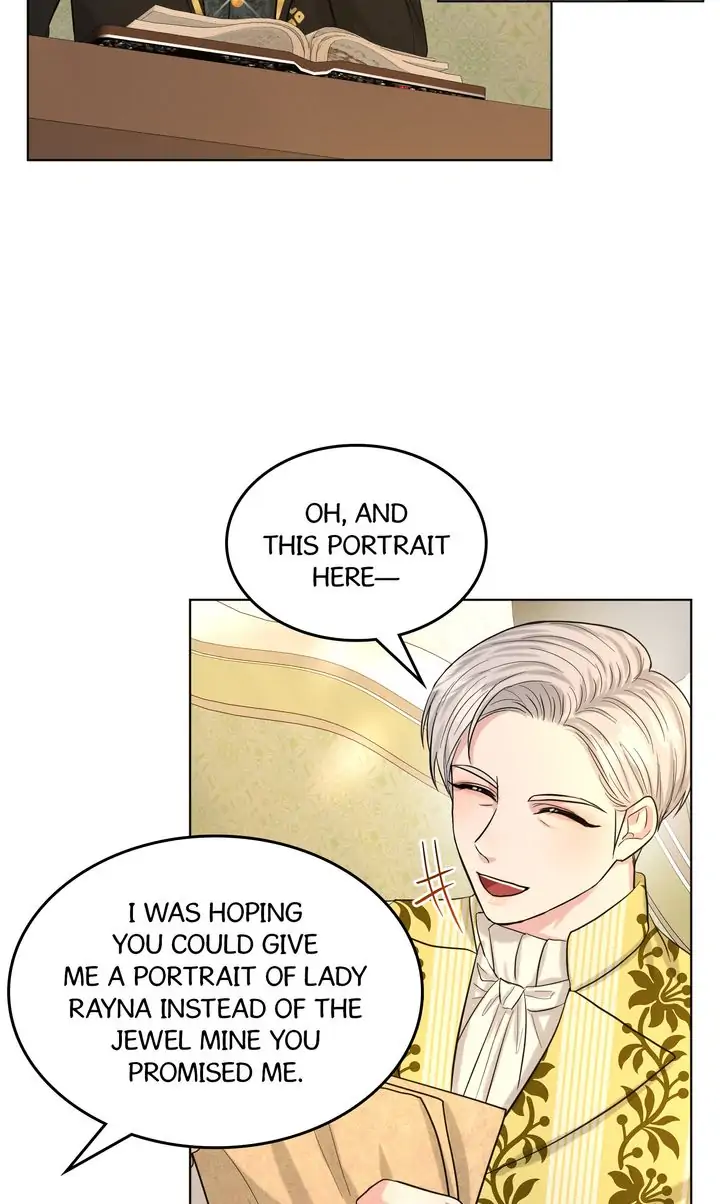 OH, AND
THIS PORTRAIT
HERE—
I WAS HOPING
YOU COULD GIVE
ME A PORTRAIT OF LADY
RAYNA INSTEAD OF THE
JEWEL MINE YOU
PROMISED ME.